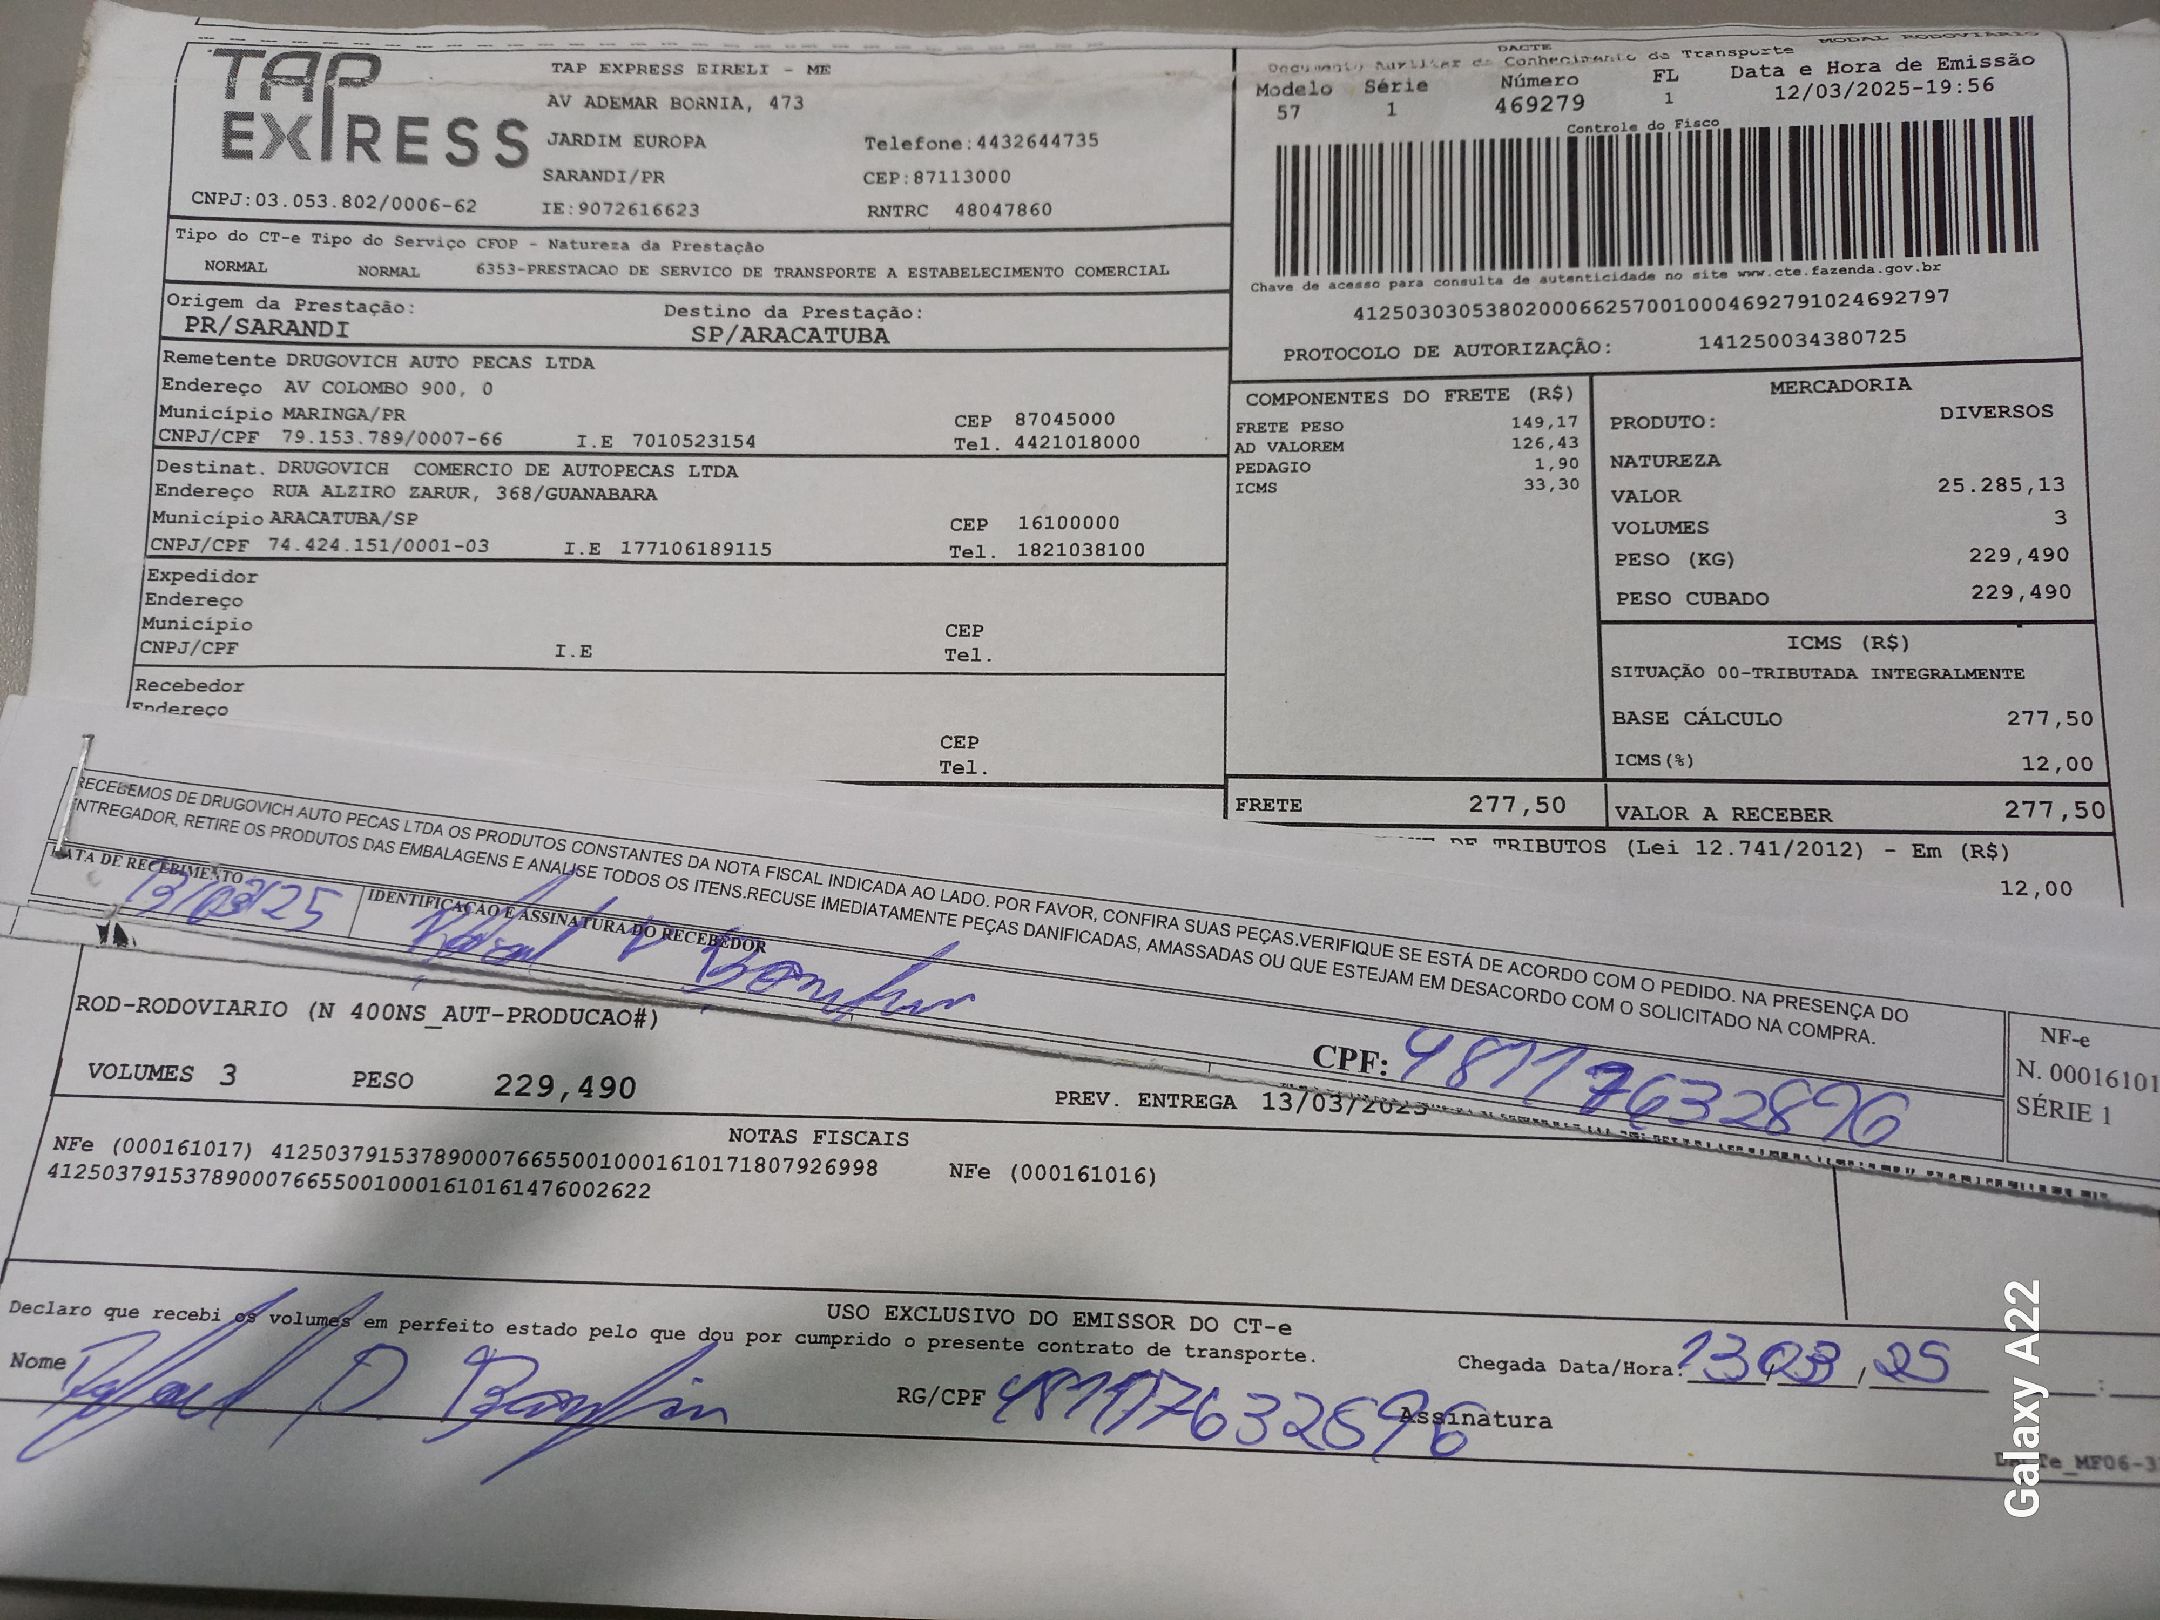 TAP EXPRESS
TAP EXPRESS EIRELI - ME
AV ADEMAR BORNIA, 473
JARDIM EUROPA Telefone:4432644735
SARANDI/PR CEP:87113000
CNPJ:03.053.802/0006-62 IE:9072616623 RNTRC 48047860
Tipo do CT-e Tipo do Serviço CFOP - Natureza da Prestação
NORMAL NORMAL 6353-PRESTACAO DE SERVICO DE TRANSPORTE A ESTABELECIMENTO COMERCIAL
Origem da Prestação: Destino da Prestação:
PR/SARANDI SP/ARACATUBA
Remetente DRUGOVICH AUTO PECAS LTDA
Endereço AV COLOMBO 900, 0
Município MARINGA/PR CEP 87045000
CNPJ/CPF 79.153.789/0007-66 I.E 7010523154 Tel. 4421018000
Destinat. DRUGOVICH COMERCIO DE AUTOPECAS LTDA
Endereço RUA ALZIRO ZARUR, 368/GUANABARA
Município ARACATUBA/SP CEP 16100000
CNPJ/CPF 74.424.151/0001-03 I.E 177106189115 Tel. 1821038100
Expedidor
Endereço
Município CEP
CNPJ/CPF I.E Tel.
Recebedor
Endereço
CEP
Tel.
DACTE MODAL RODOVIARIO
Documento Auxiliar de Conhecimento de Transporte
Modelo Série Número FL Data e Hora de Emissão
57 1 469279 1 12/03/2025-19:56
Controle do Fisco
Chave de acesso para consulta de autenticidade no site www.cte.fazenda.gov.br
41250303053802000662570010004692791024692797
PROTOCOLO DE AUTORIZAÇÃO: 141250034380725
COMPONENTES DO FRETE (R$)
FRETE PESO 149,17
AD VALOREM 126,43
PEDAGIO 1,90
ICMS 33,30
MERCADORIA
PRODUTO: DIVERSOS
NATUREZA
VALOR 25.285,13
VOLUMES 3
PESO (KG) 229,490
PESO CUBADO 229,490
ICMS (R$)
SITUAÇÃO 00-TRIBUTADA INTEGRALMENTE
BASE CÁLCULO 277,50
ICMS(%) 12,00
FRETE 277,50 VALOR A RECEBER 277,50
DE TRIBUTOS (Lei 12.741/2012) - Em (R$)
12,00
RECEBEMOS DE DRUGOVICH AUTO PECAS LTDA OS PRODUTOS CONSTANTES DA NOTA FISCAL INDICADA AO LADO. POR FAVOR, CONFIRA SUAS PEÇAS.VERIFIQUE SE ESTÁ DE ACORDO COM O PEDIDO. NA PRESENÇA DO
ENTREGADOR, RETIRE OS PRODUTOS DAS EMBALAGENS E ANALISE TODOS OS ITENS.RECUSE IMEDIATAMENTE PEÇAS DANIFICADAS, AMASSADAS OU QUE ESTEJAM EM DESACORDO COM O SOLICITADO NA COMPRA.
DATA DE RECEBIMENTO IDENTIFICAÇÃO E ASSINATURA DO RECEBEDOR
13/03/25
CPF: 48117632896
NF-e
N. 00016101
SÉRIE 1
ROD-RODOVIARIO (N 400NS_AUT-PRODUCAO#)
VOLUMES 3 PESO 229,490 PREV. ENTREGA 13/03/2025
NOTAS FISCAIS
NFe (000161017) 41250379153789000766550010001610171807926998 NFe (000161016)
41250379153789000766550010001610161476002622
USO EXCLUSIVO DO EMISSOR DO CT-e
Declaro que recebi os volumes em perfeito estado pelo que dou por cumprido o presente contrato de transporte.
Nome RG/CPF 48117632896 Assinatura
Chegada Data/Hora: 13/03/25 :
Galaxy A22